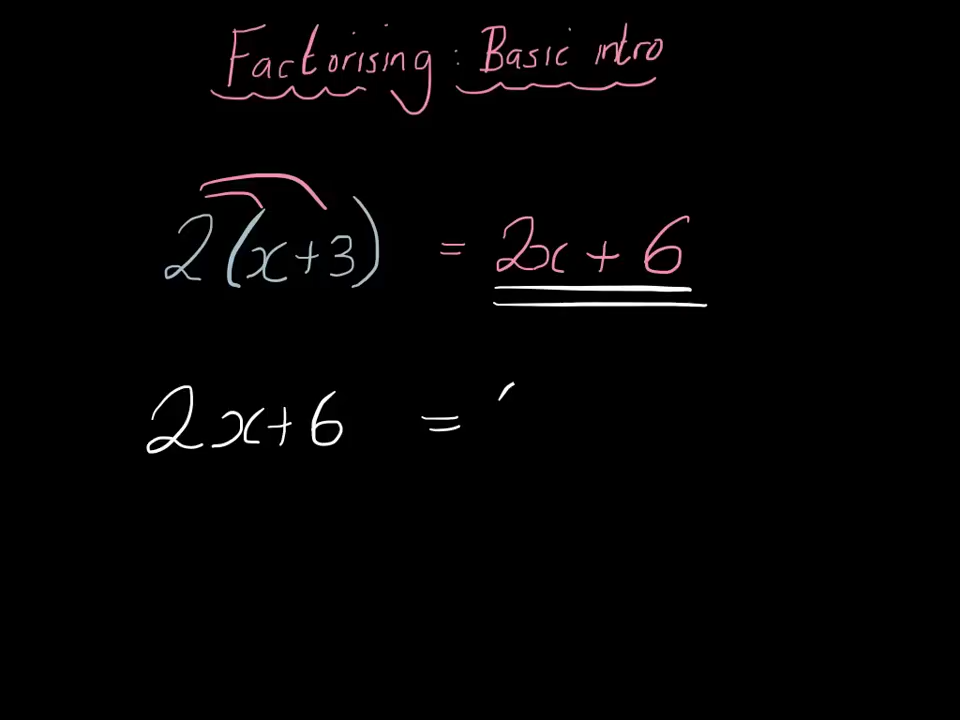 Factorising : Basic intro
2(x+3) = 2x + 6
2x+6 =